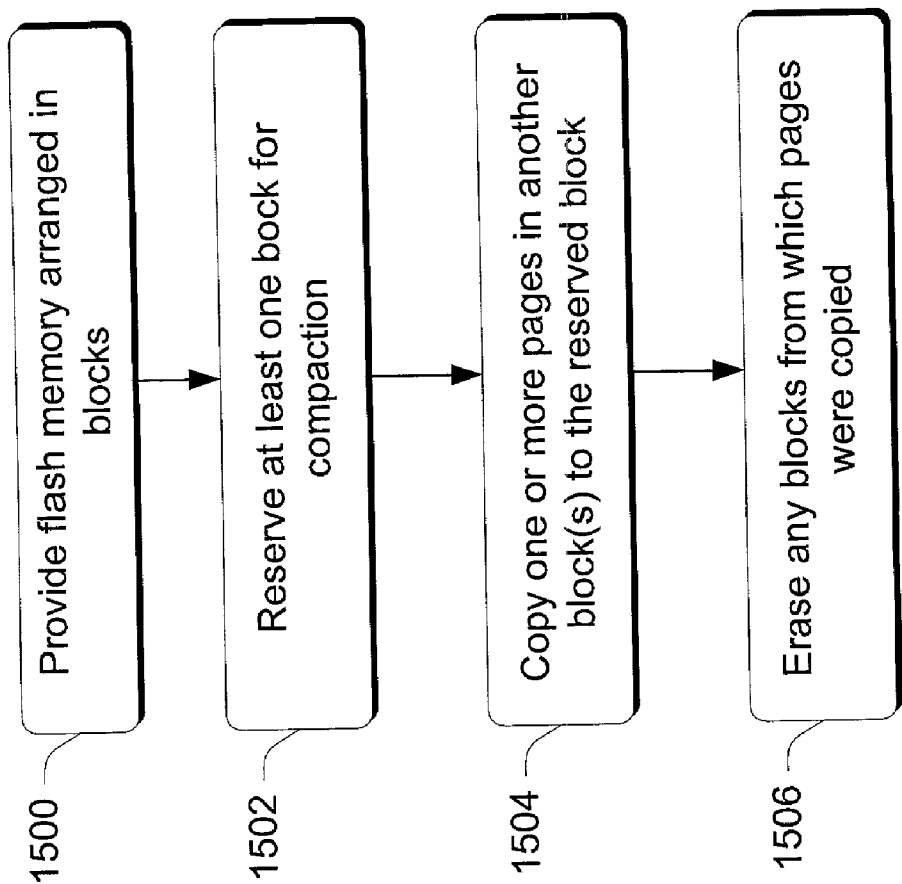 1500
Provide flash memory arranged in
blocks
1502
Reserve at least one bock for
compaction
1504
Copy one or more pages in another
block(s) to the reserved block
1506
Erase any blocks from which pages
were copied